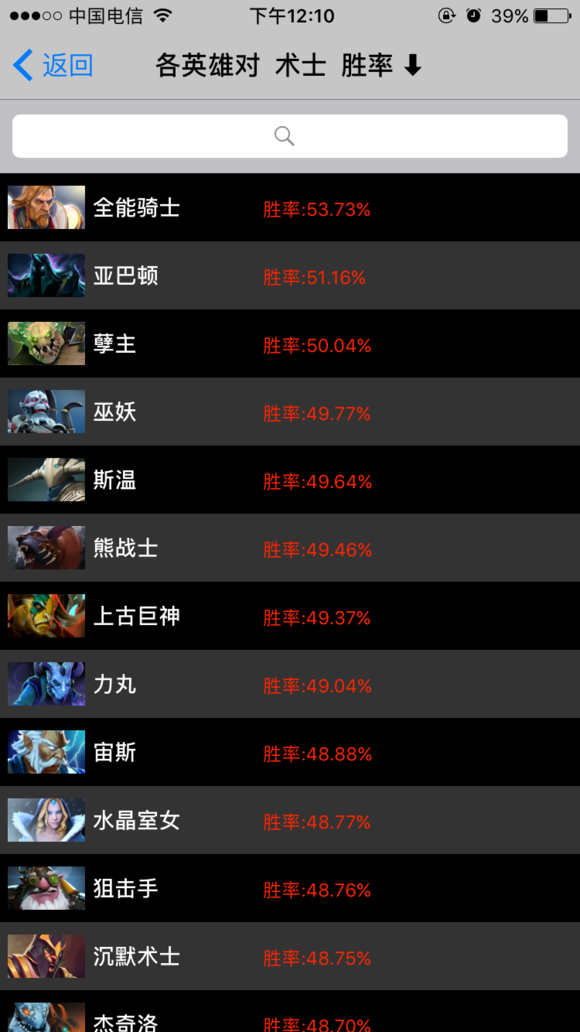 中国电信 下午12:10 39%
返回 各英雄对 术士 胜率
全能骑士 胜率:53.73%
亚巴顿 胜率:51.16%
孽主 胜率:50.04%
巫妖 胜率:49.77%
斯温 胜率:49.64%
熊战士 胜率:49.46%
上古巨神 胜率:49.37%
力丸 胜率:49.04%
宙斯 胜率:48.88%
水晶室女 胜率:48.77%
狙击手 胜率:48.76%
沉默术士 胜率:48.75%
杰奇洛 胜率:48.70%